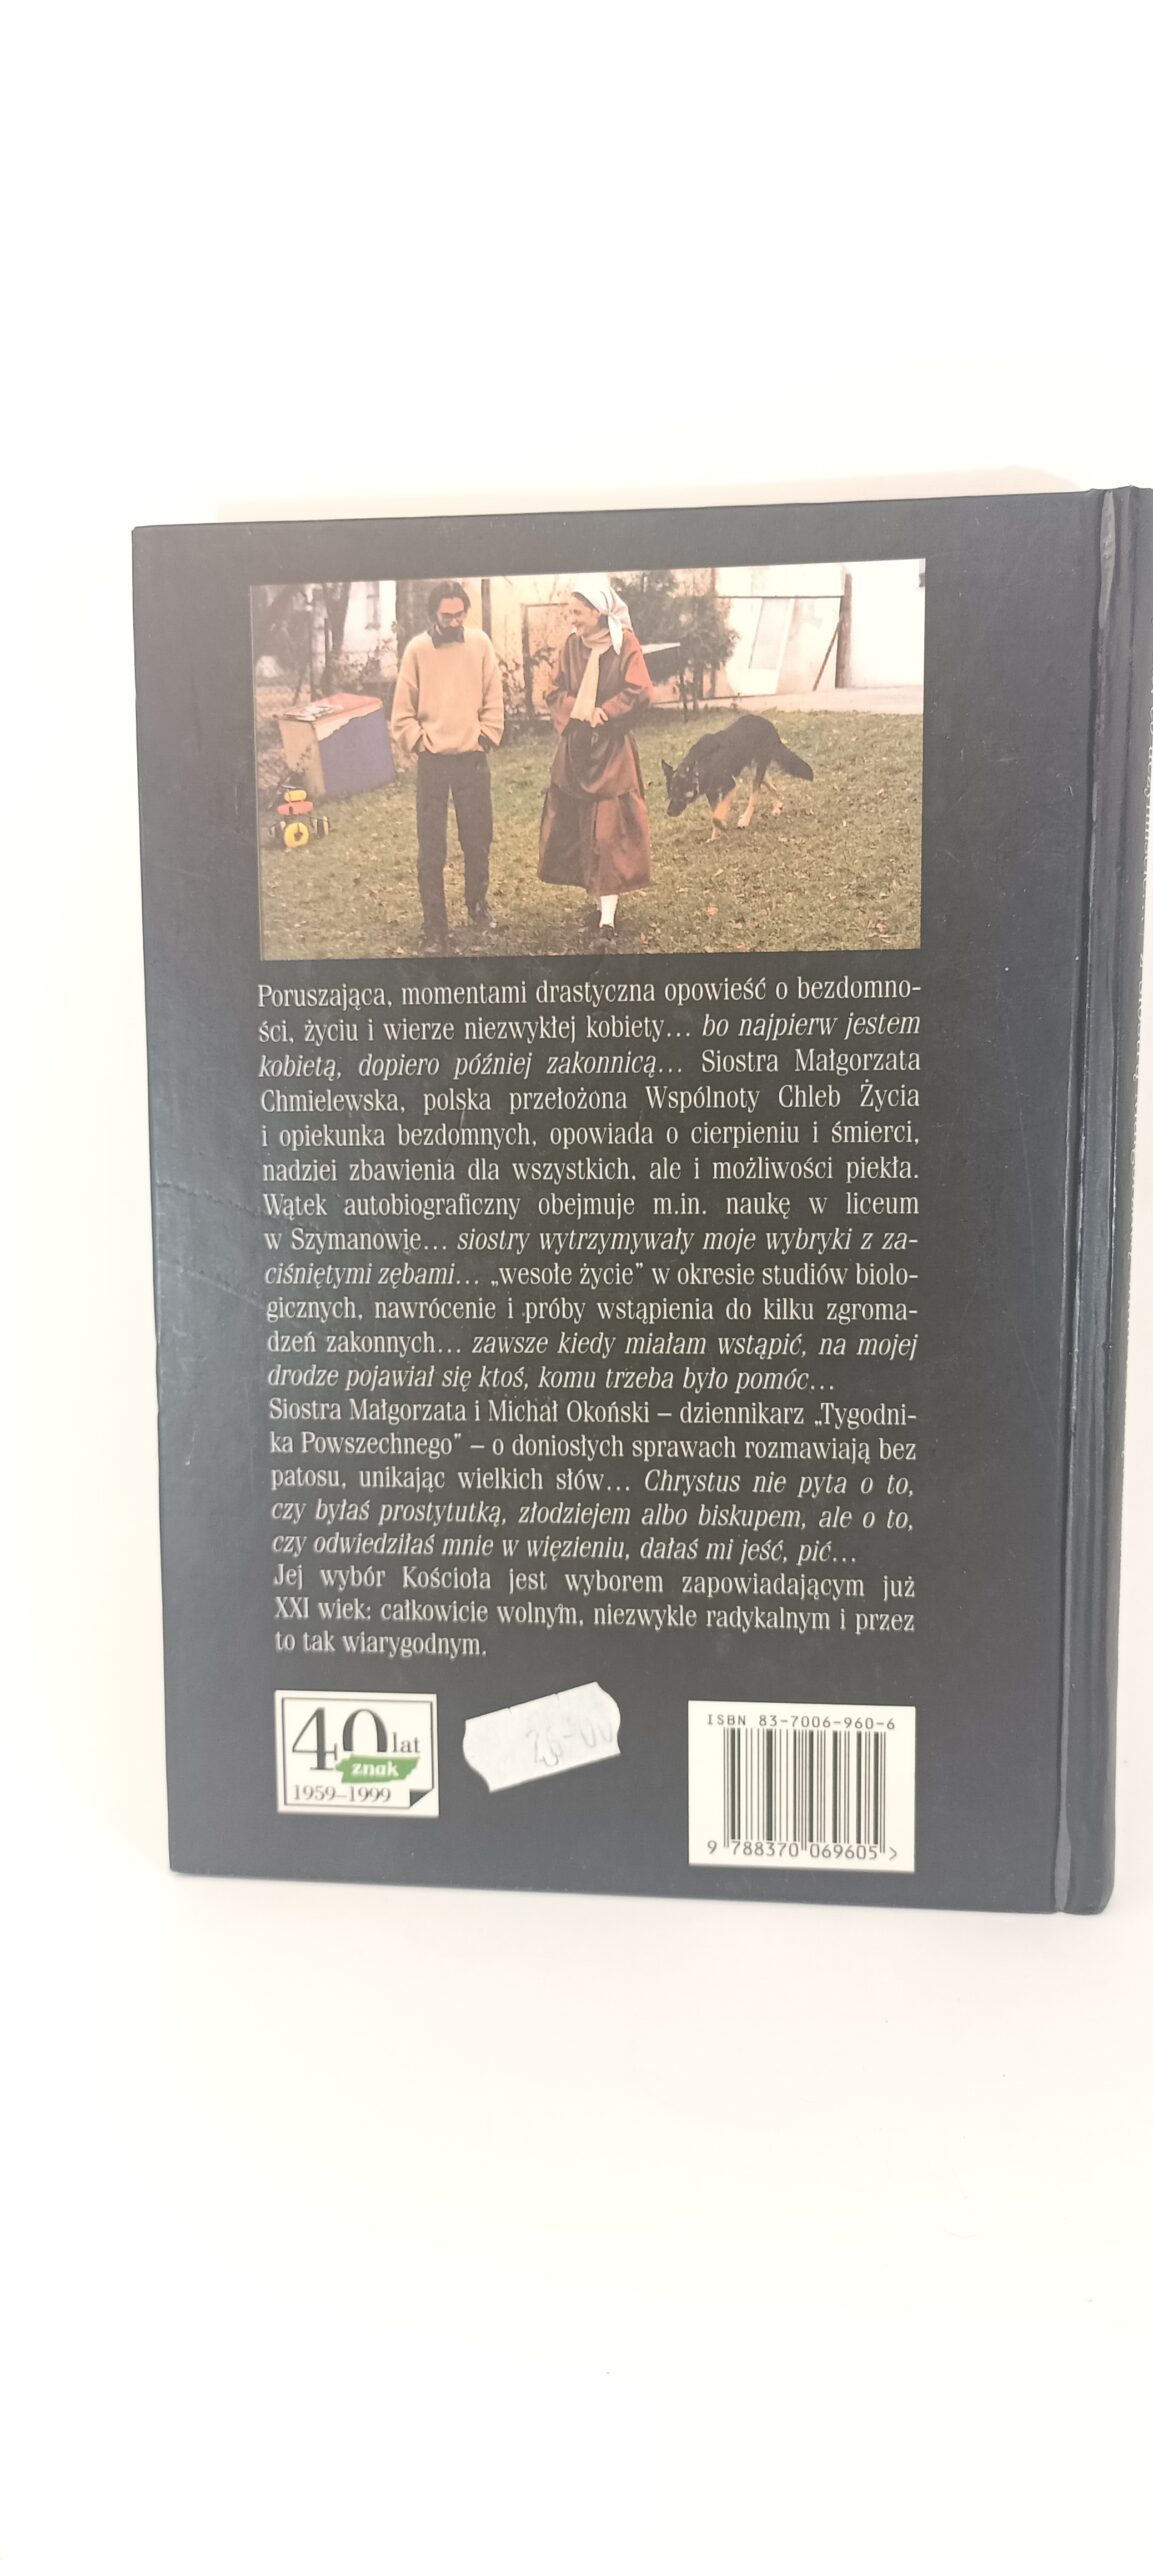 Poruszająca, momentami drastyczna opowieść o bezdomno-
ści, życiu i wierze niezwykłej kobiety... bo najpierw jestem
kobietą, dopiero później zakonnicą... Siostra Małgorzata
Chmielewska, polska przełożona Wspólnoty Chleb Życia
i opiekunka bezdomnych, opowiada o cierpieniu i śmierci,
nadziei zbawienia dla wszystkich, ale i możliwości piekła.
Wątek autobiograficzny obejmuje m.in. naukę w liceum
w Szymanowie... siostry wytrzymywały moje wybryki z za-
ciśniętymi zębami... „wesołe życie” w okresie studiów biolo-
gicznych, nawrócenie i próby wstąpienia do kilku zgroma-
dzeń zakonnych... zawsze kiedy miałam wstąpić, na mojej
drodze pojawiał się ktoś, komu trzeba było pomóc...
Siostra Małgorzata i Michał Okoński – dziennikarz „Tygodni-
ka Powszechnego” – o doniosłych sprawach rozmawiają bez
patosu, unikając wielkich słów... Chrystus nie pyta o to,
czy byłaś prostytutką, złodziejem albo biskupem, ale o to,
czy odwiedziłaś mnie w więzieniu, dałaś mi jeść, pić...
Jej wybór Kościoła jest wyborem zapowiadającym już
XXI wiek: całkowicie wolnym, niezwykle radykalnym i przez
to tak wiarygodnym.
40 lat
znak
1959–1999
ISBN 83-7006-960-6
9 788370 069605 >